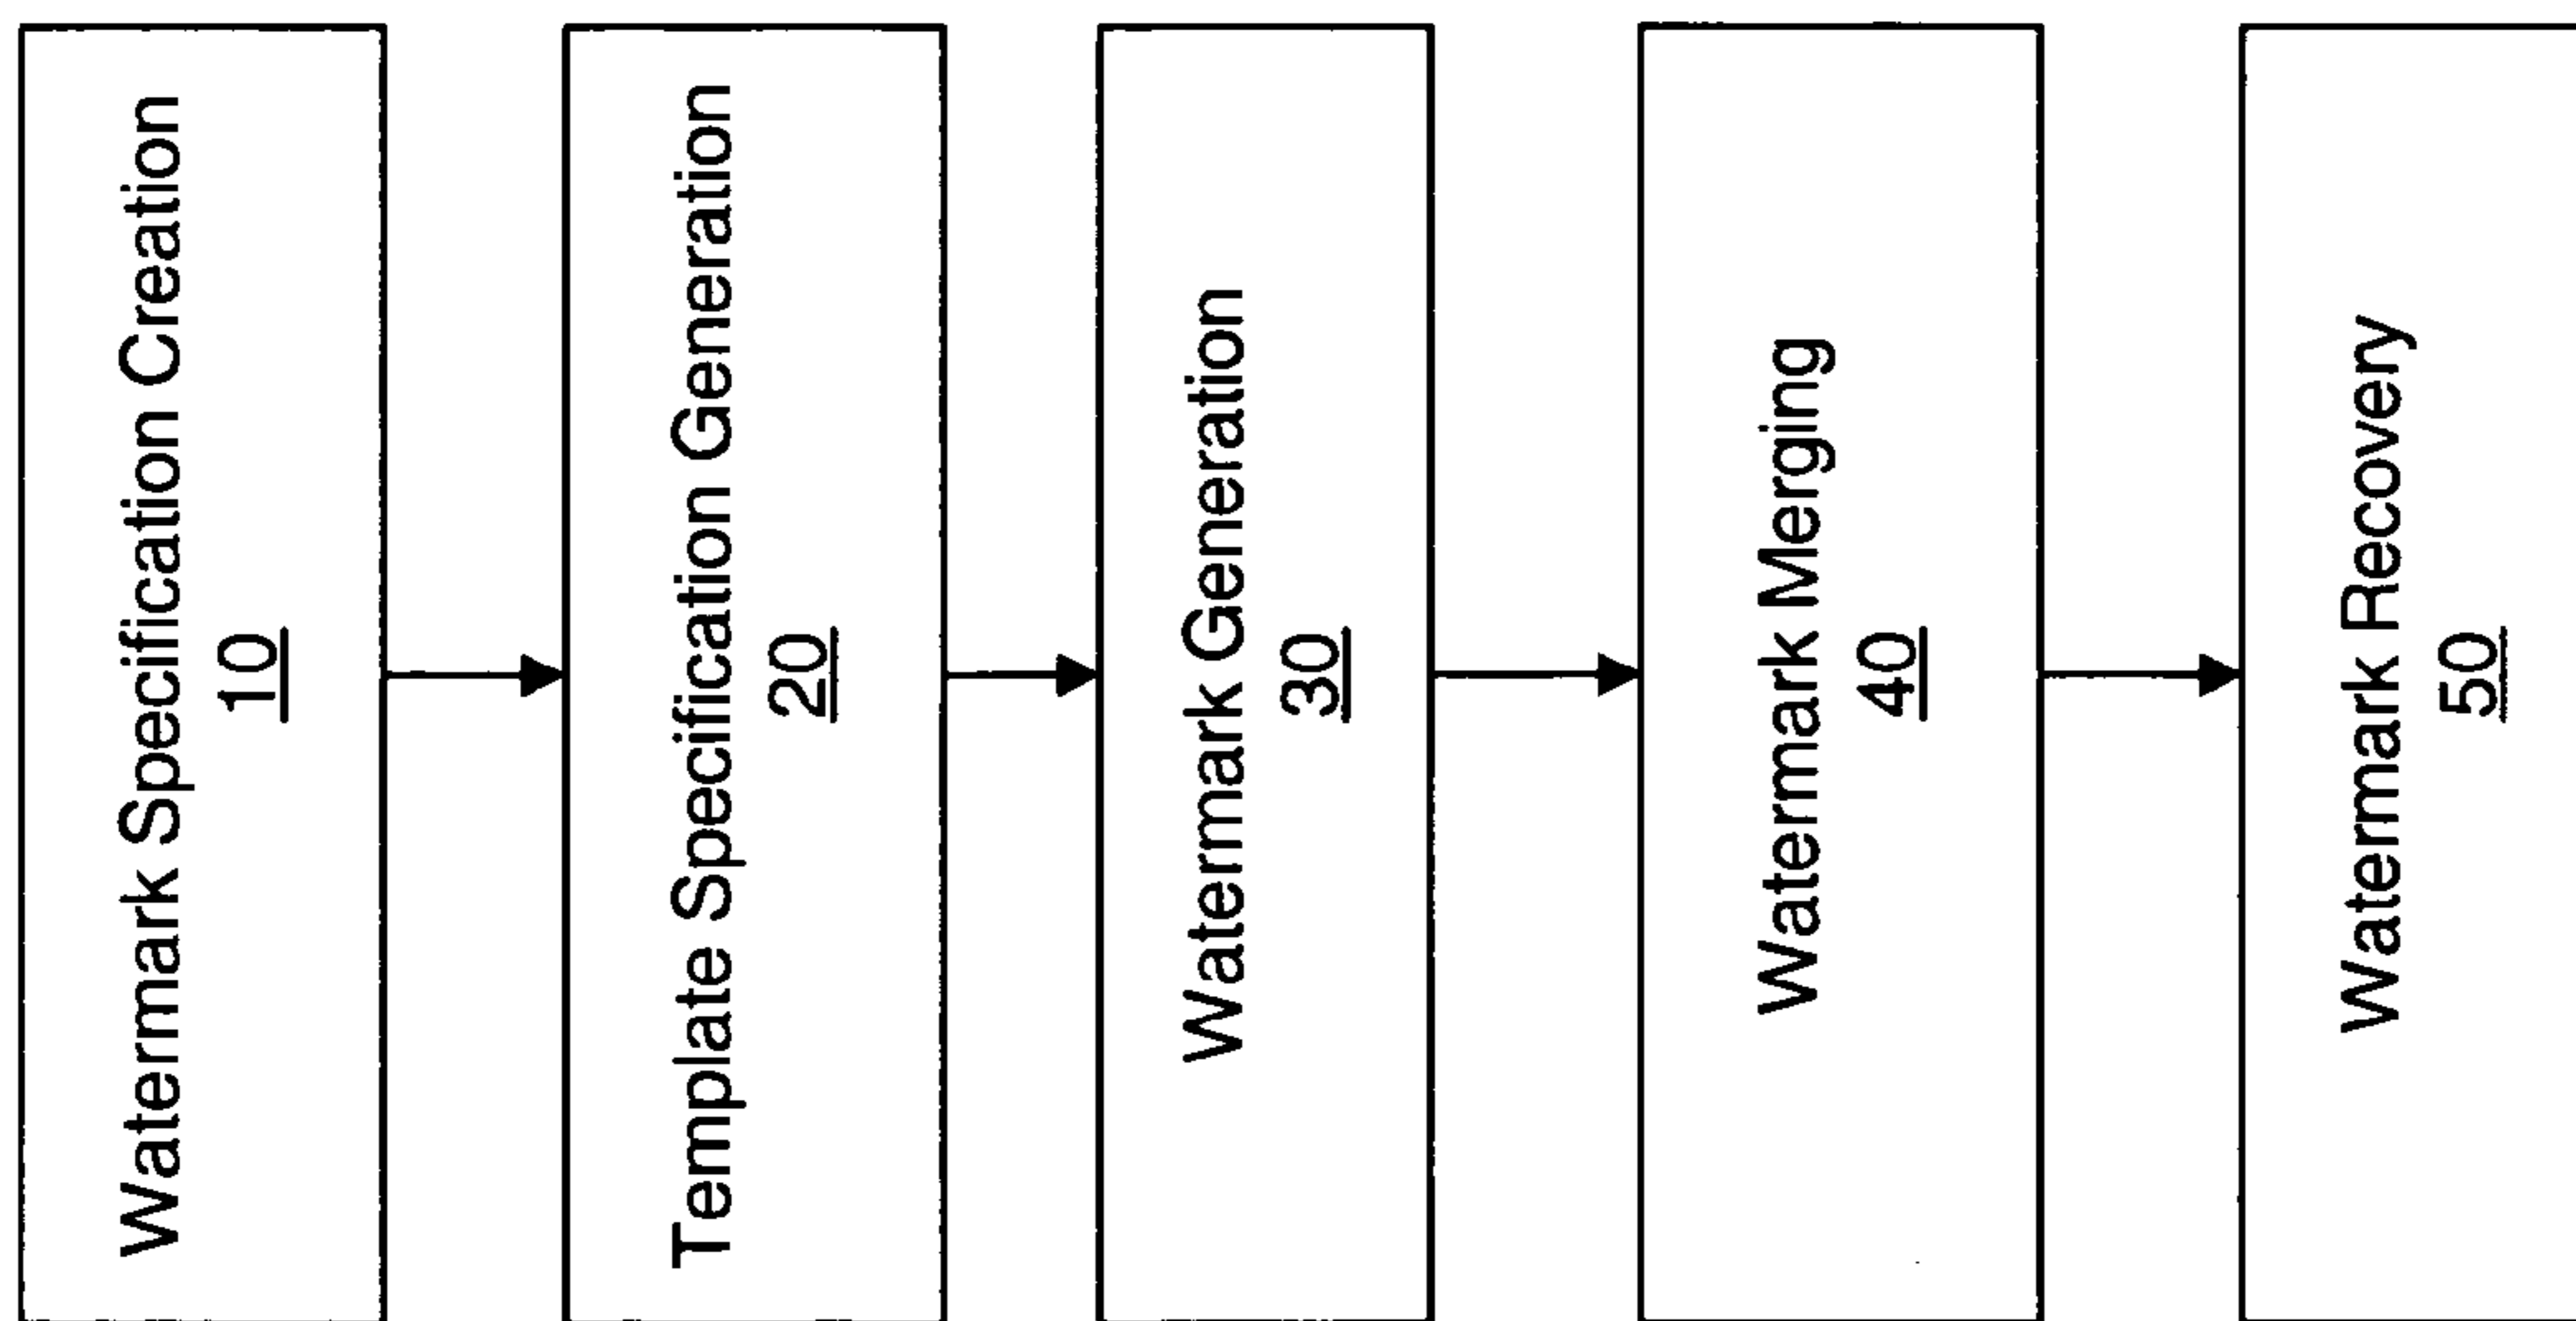 Watermark Specification Creation
10
Template Specification Generation
20
Watermark Generation
30
Watermark Merging
40
Watermark Recovery
50